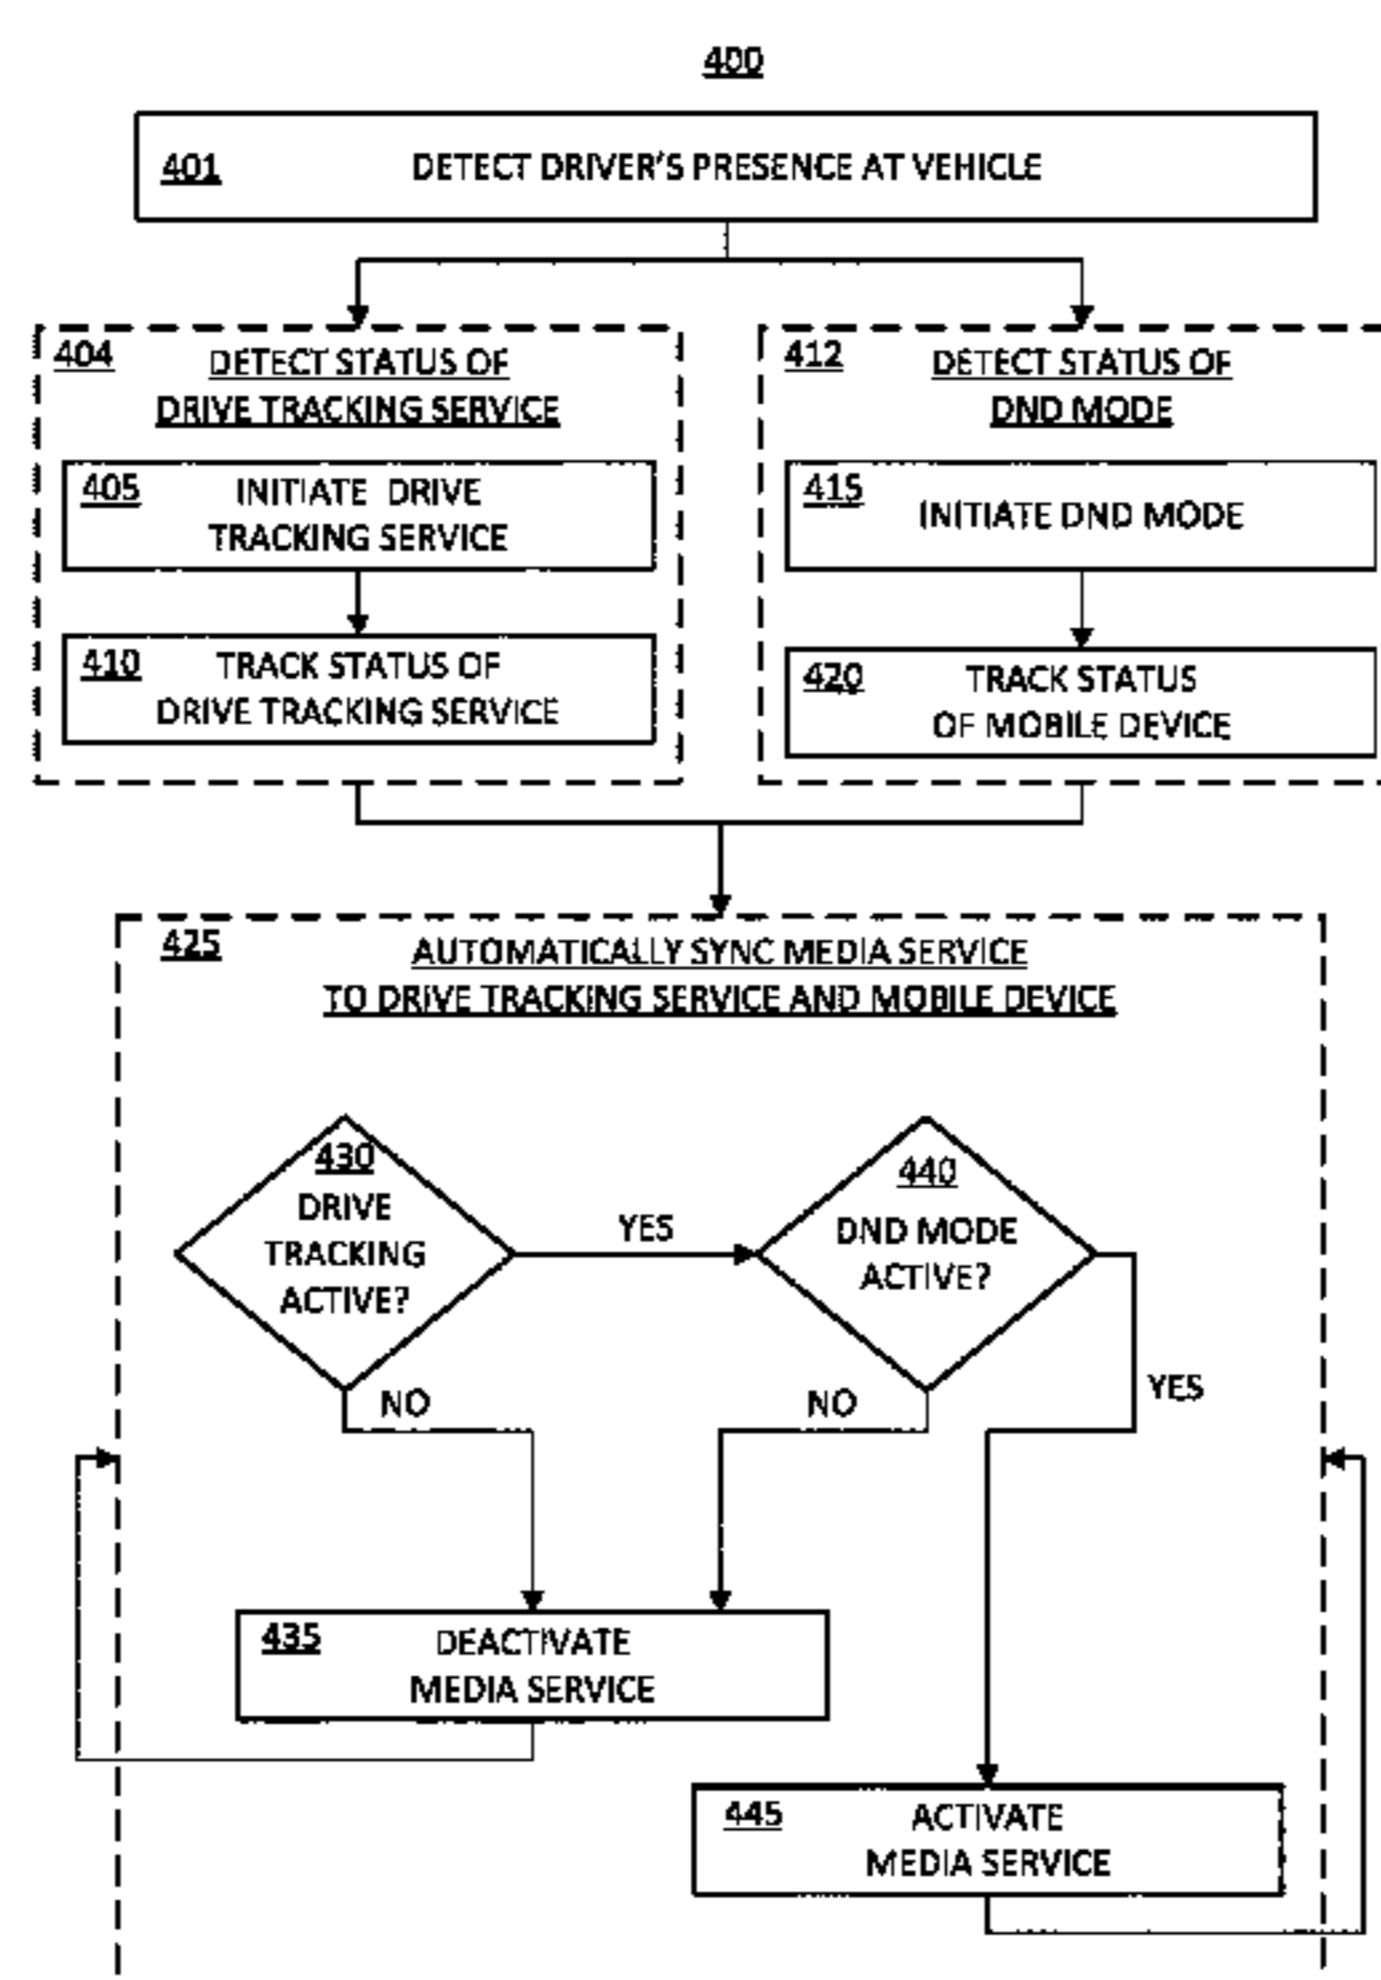 400
401 DETECT DRIVER'S PRESENCE AT VEHICLE
404 DETECT STATUS OF
DRIVE TRACKING SERVICE
405 INITIATE DRIVE
TRACKING SERVICE
410 TRACK STATUS OF
DRIVE TRACKING SERVICE
412 DETECT STATUS OF
DND MODE
415 INITIATE DND MODE
420 TRACK STATUS
OF MOBILE DEVICE
425 AUTOMATICALLY SYNC MEDIA SERVICE
TO DRIVE TRACKING SERVICE AND MOBILE DEVICE
430
DRIVE
TRACKING
ACTIVE?
YES
440
DND MODE
ACTIVE?
NO
NO
YES
435 DEACTIVATE
MEDIA SERVICE
445 ACTIVATE
MEDIA SERVICE